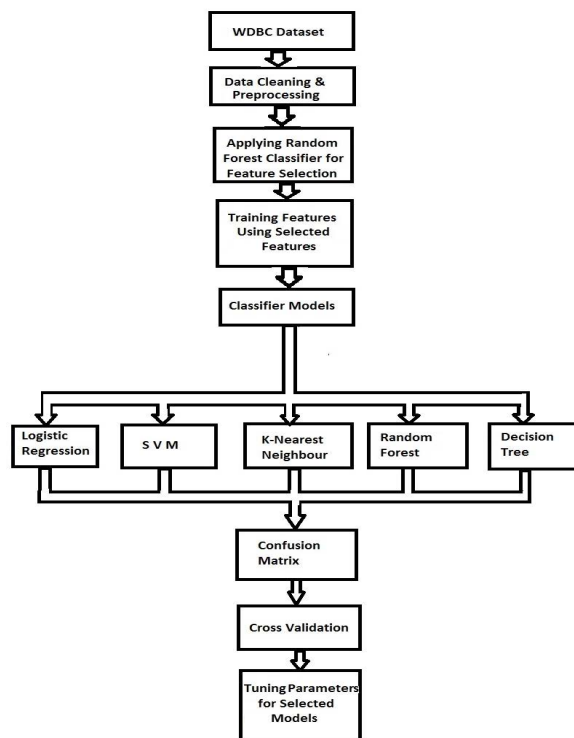 WDBC Dataset
Data Cleaning &
Preprocessing
Applying Random
Forest Classifier for
Feature Selection
Training Features
Using Selected
Features
Classifier Models
Logistic
Regression
S V M
K-Nearest
Neighbour
Random
Forest
Decision
Tree
Confusion
Matrix
Cross Validation
Tuning Parameters
for Selected
Models